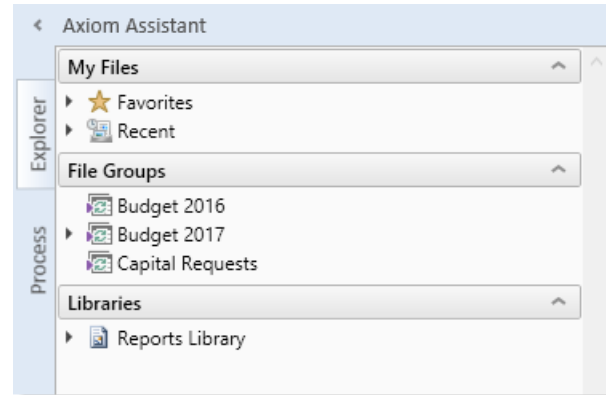 Axiom Assistant
My Files
Favorites
Recent
File Groups
Budget 2016
Budget 2017
Capital Requests
Libraries
Reports Library
Explorer
Process